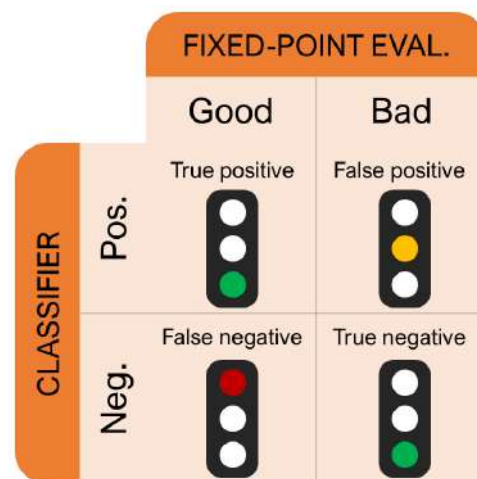 FIXED-POINT EVAL.
Good Bad
CLASSIFIER
Pos.
True positive False positive
Neg.
False negative True negative